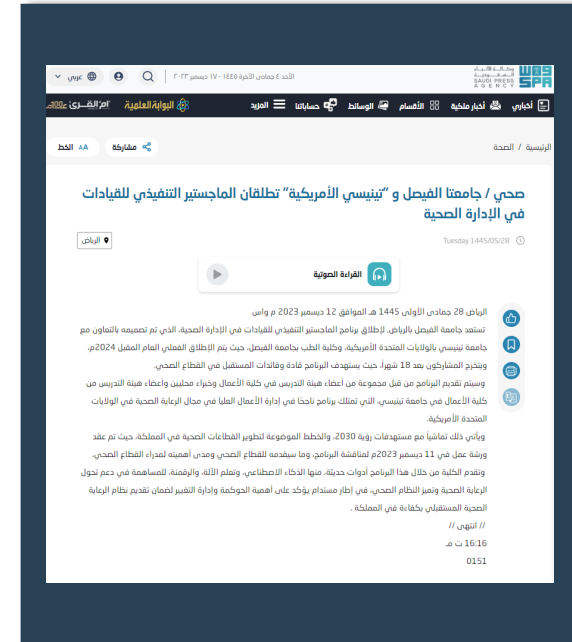 وكالة الأنباء السعودية
SAUDI PRESS AGENCY
SPA
الأحد ٤ جمادى الآخرة ١٤٤٥ - ١٧ ديسمبر ٢٠٢٣
عربي
أخباري أخبار ملكية الأقسام الوسائط حساباتنا المزيد البوابة العلمية
الرئيسية / الصحة
مشاركة
AA الخط
صحي / جامعتا الفيصل و "تينيسي الأمريكية" تطلقان الماجستير التنفيذي للقيادات
في الإدارة الصحية
Tuesday 1445/05/28
الرياض
القراءة الصوتية
الرياض 28 جمادى الأولى 1445 هـ الموافق 12 ديسمبر 2023 م واس
تستعد جامعة الفيصل بالرياض، لإطلاق برنامج الماجستير التنفيذي للقيادات في الإدارة الصحية، الذي تم تصميمه بالتعاون مع
جامعة تينيسي بالولايات المتحدة الأمريكية، وكلية الطب بجامعة الفيصل، حيث يتم الإطلاق الفعلي العام المقبل 2024م،
ويتخرج المشاركون بعد 18 شهراً، حيث يستهدف البرنامج قادة وقائدات المستقبل في القطاع الصحي.
وسيتم تقديم البرنامج من قبل مجموعة من أعضاء هيئة التدريس في كلية الأعمال وخبراء محليين وأعضاء هيئة التدريس من
كلية الأعمال في جامعة تينيسي، التي تمتلك برنامج ناجحًا في إدارة الأعمال العليا في مجال الرعاية الصحية في الولايات
المتحدة الأمريكية.
ويأتي ذلك تماشياً مع مستهدفات رؤية 2030، والخطط الموضوعة لتطوير القطاعات الصحية في المملكة، حيث تم عقد
ورشة عمل في 11 ديسمبر 2023م لمناقشة البرنامج، وما سيقدمه للقطاع الصحي ومدى أهميته لمدراء القطاع الصحي.
وتقدم الكلية من خلال هذا البرنامج أدوات حديثة، منها الذكاء الاصطناعي، وتعلم الآلة، والرقمنة، للمساهمة في دعم تحول
الرعاية الصحية وتميز النظام الصحي، في إطار مستدام يؤكد على أهمية الحوكمة وإدارة التغيير لضمان تقديم نظام الرعاية
الصحية المستقبلي بكفاءة في المملكة .
// انتهى //
16:16 ت مـ
0151